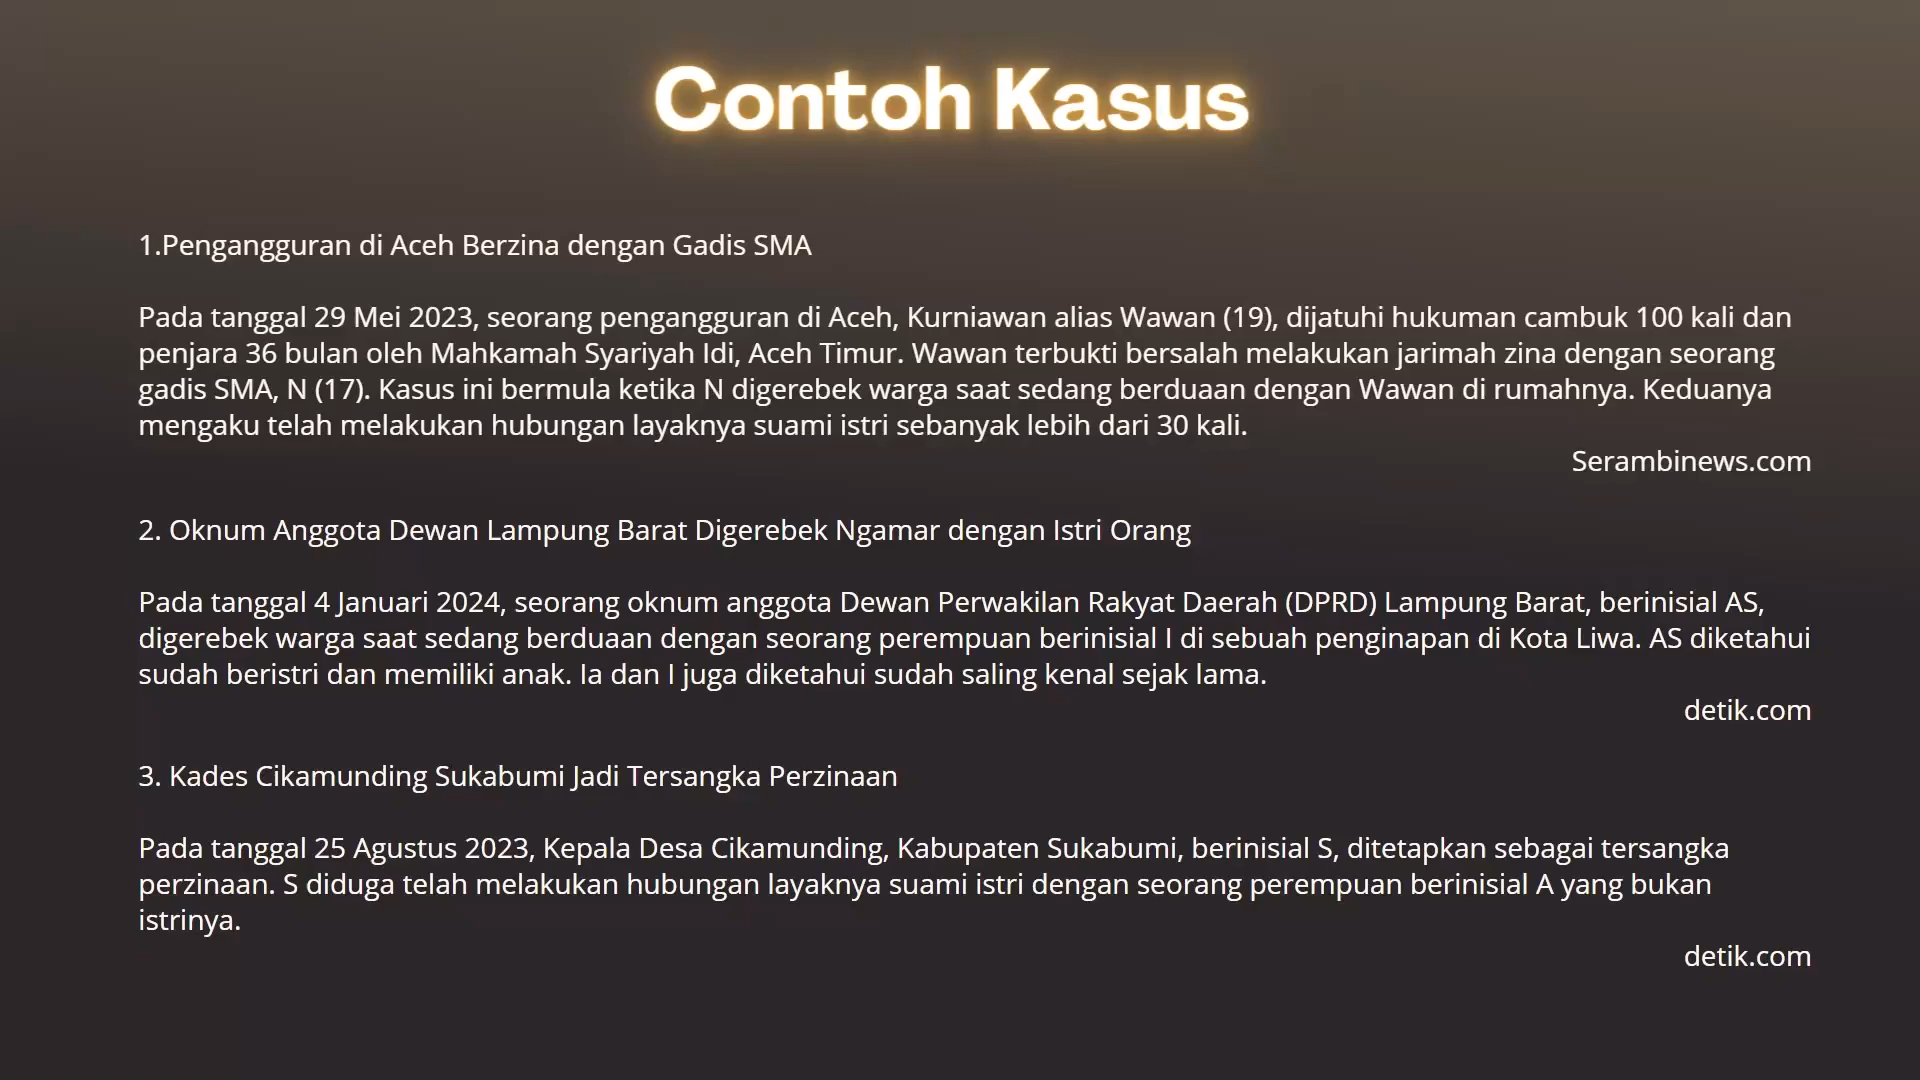 Contoh Kasus
1.Pengangguran di Aceh Berzina dengan Gadis SMA
Pada tanggal 29 Mei 2023, seorang pengangguran di Aceh, Kurniawan alias Wawan (19), dijatuhi hukuman cambuk 100 kali dan
penjara 36 bulan oleh Mahkamah Syariyah Idi, Aceh Timur. Wawan terbukti bersalah melakukan jarimah zina dengan seorang
gadis SMA, N (17). Kasus ini bermula ketika N digerebek warga saat sedang berduaan dengan Wawan di rumahnya. Keduanya
mengaku telah melakukan hubungan layaknya suami istri sebanyak lebih dari 30 kali.
Serambinews.com
2. Oknum Anggota Dewan Lampung Barat Digerebek Ngamar dengan Istri Orang
Pada tanggal 4 Januari 2024, seorang oknum anggota Dewan Perwakilan Rakyat Daerah (DPRD) Lampung Barat, berinisial AS,
digerebek warga saat sedang berduaan dengan seorang perempuan berinisial I di sebuah penginapan di Kota Liwa. AS diketahui
sudah beristri dan memiliki anak. Ia dan I juga diketahui sudah saling kenal sejak lama.
detik.com
3. Kades Cikamunding Sukabumi Jadi Tersangka Perzinaan
Pada tanggal 25 Agustus 2023, Kepala Desa Cikamunding, Kabupaten Sukabumi, berinisial S, ditetapkan sebagai tersangka
perzinaan. S diduga telah melakukan hubungan layaknya suami istri dengan seorang perempuan berinisial A yang bukan
istrinya.
detik.com